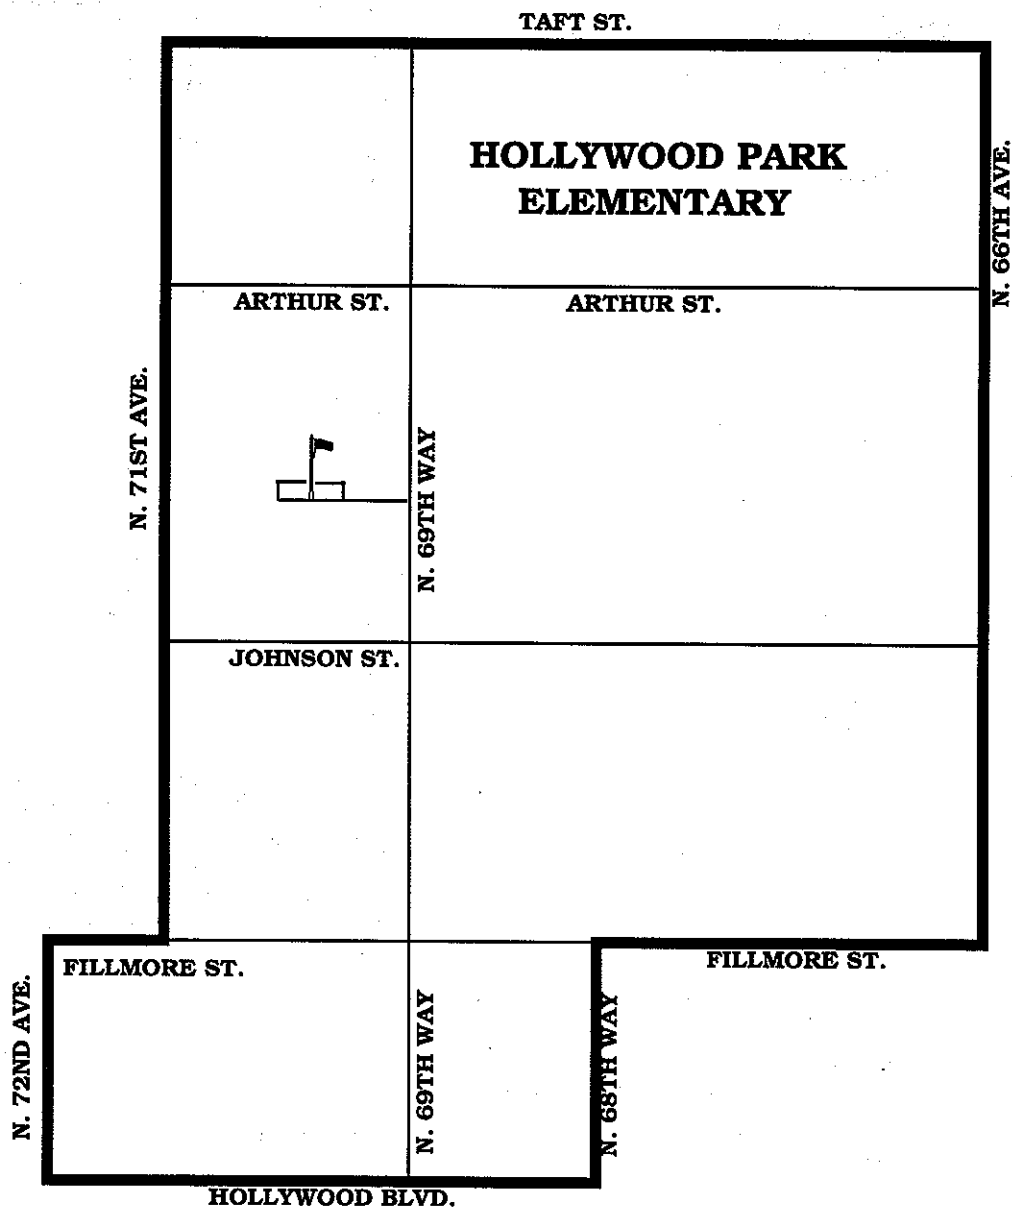 TAFT ST.
HOLLYWOOD PARK
ELEMENTARY
N. 66TH AVE.
ARTHUR ST.
ARTHUR ST.
N. 71ST AVE.
N. 69TH WAY
JOHNSON ST.
FILLMORE ST.
FILLMORE ST.
N. 72ND AVE.
N. 69TH WAY
N. 68TH WAY
HOLLYWOOD BLVD.